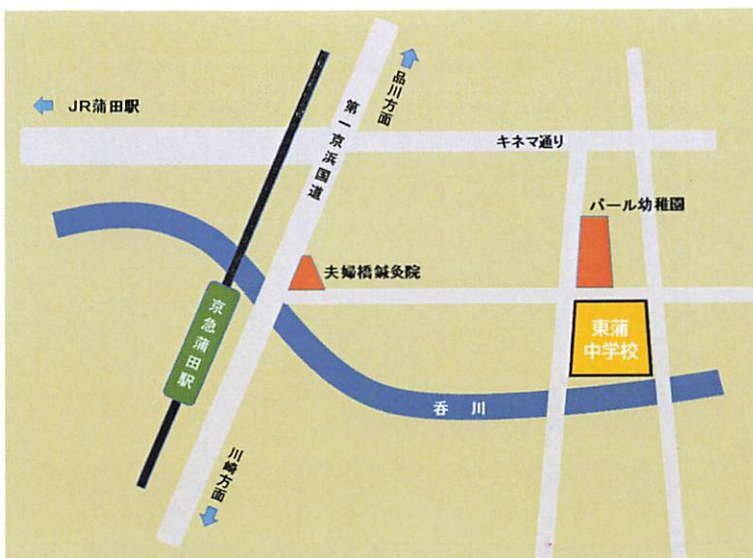 品川方面
JR蒲田駅
第一京浜国道
キネマ通り
パール幼稚園
夫婦橋鍼灸院
京急蒲田駅
東蒲
中学校
呑川
川崎方面